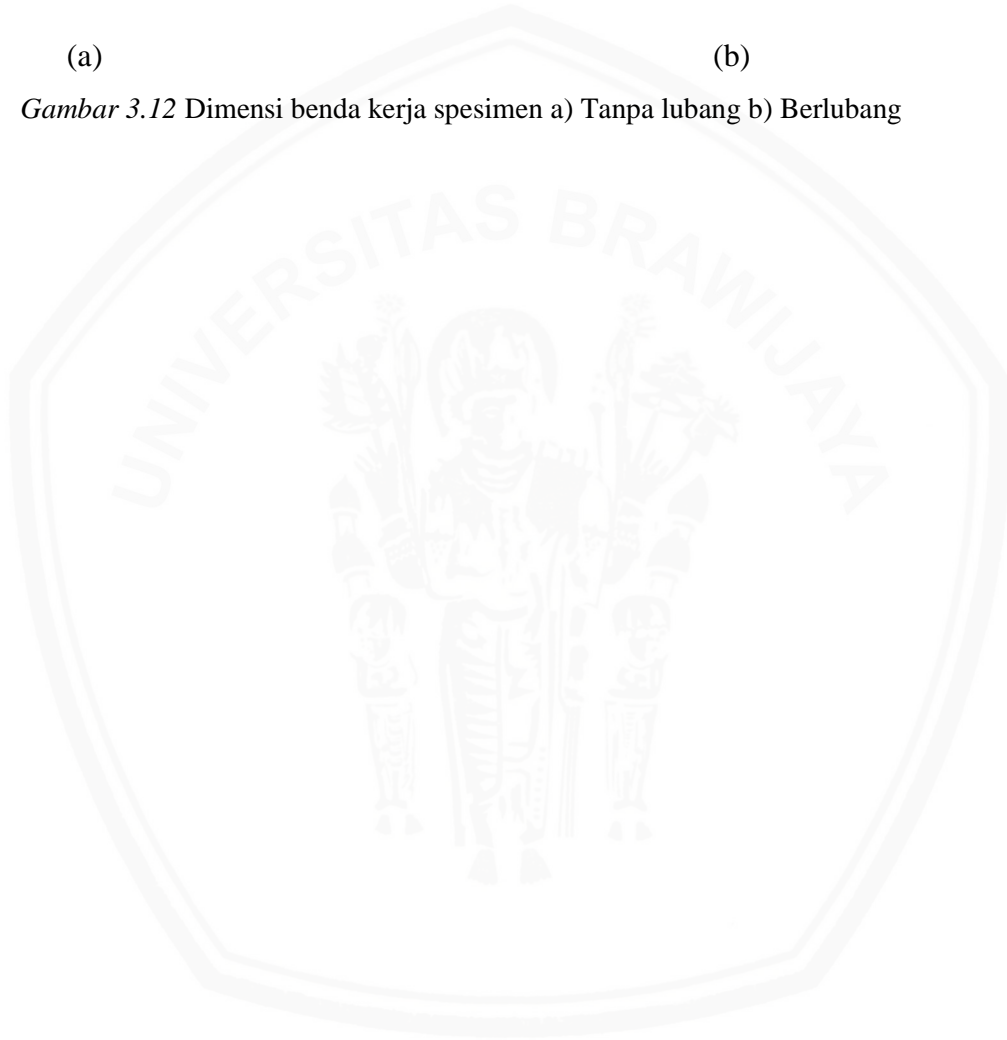 (a) (b)
Gambar 3.12 Dimensi benda kerja spesimen a) Tanpa lubang b) Berlubang
UNIVERSITAS BRAWIJAYA